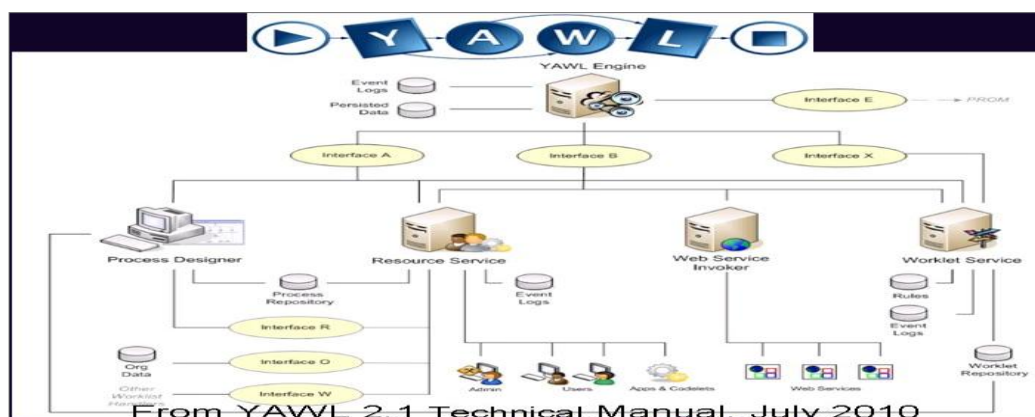 Y A W L
YAWL Engine
Event
Logs
Persisted
Data
Interface E
PROM
Interface A
Interface B
Interface X
Process Designer
Resource Service
Web Service
Invoker
Worklet Service
Process
Repository
Event
Logs
Rules
Event
Logs
Interface R
Org
Data
Interface O
Other
Worklist
Handlers
Interface W
Admin
Users
Apps & Codelets
Web Services
Worklet
Repository
From YAWL 2.1 Technical Manual, July 2010